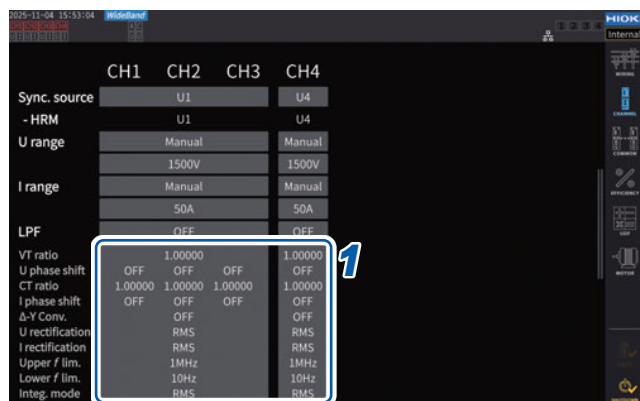 2025-11-04 15:53:04 WideBand
HIOK
Internal
CH1 CH2 CH3 CH4
WIRING
Sync. source U1 U4
CHANNEL
- HRM U1 U4
U range Manual Manual
COMMON
1500V 1500V
I range Manual Manual
EFFICIENCY
50A 50A
LPF OFF OFF
UDF
VT ratio 1.00000 1.00000
1
U phase shift OFF OFF OFF OFF
MOTOR
CT ratio 1.00000 1.00000 1.00000 1.00000
I phase shift OFF OFF OFF OFF
Δ-Y Conv. OFF OFF
U rectification RMS RMS
I rectification RMS RMS
Upper f lim. 1MHz 1MHz
Lower f lim. 10Hz 10Hz
Integ. mode RMS RMS